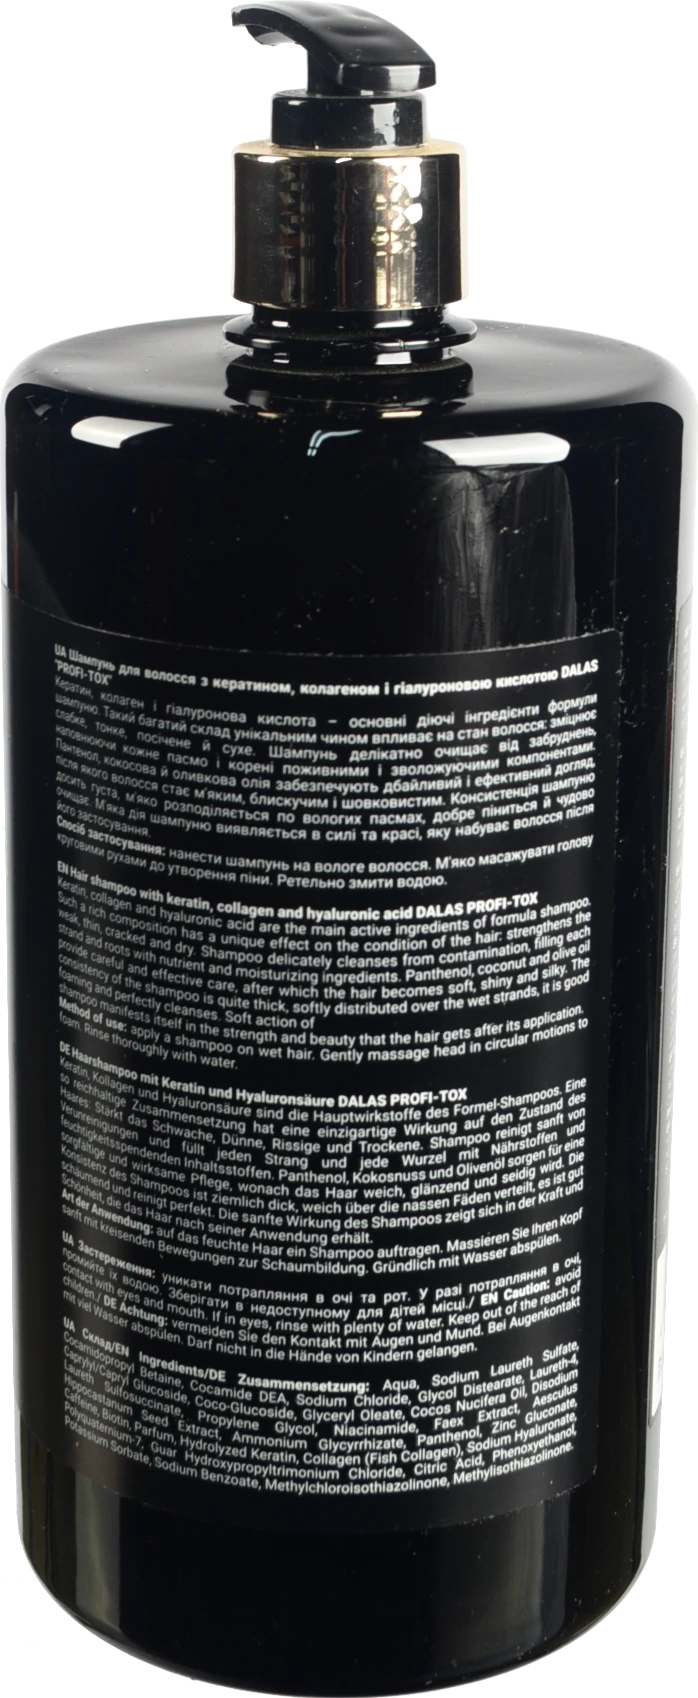 UA Шампунь для волосся з кератином, колагеном і гіалуроновою кислотою DALAS
"PROFI-TOX"
Кератин, колаген і гіалуронова кислота – основні діючі інгредієнти формули
шампуню. Такий багатий склад унікальним чином впливає на стан волосся: зміцнює
слабке, тонке, посічене й сухе. Шампунь делікатно очищає від забруднень,
наповнюючи кожне пасмо і корені поживними і зволожуючими компонентами.
Пантенол, кокосова й оливкова олія забезпечують дбайливий і ефективний догляд,
після якого волосся стає м'яким, блискучим і шовковистим. Консистенція шампуню
досить густа, м'яко розподіляється по вологих пасмах, добре піниться й чудово
очищає. М'яка дія шампуню виявляється в силі та красі, яку набуває волосся після
його застосування.
Спосіб застосування: нанести шампунь на вологе волосся. М'яко масажувати голову
круговими рухами до утворення піни. Ретельно змити водою.
EN Hair shampoo with keratin, collagen and hyaluronic acid DALAS PROFI-TOX
Keratin, collagen and hyaluronic acid are the main active ingredients of formula shampoo.
Such a rich composition has a unique effect on the condition of the hair: strengthens the
weak, thin, cracked and dry. Shampoo delicately cleanses from contamination, filling each
strand and roots with nutrient and moisturizing ingredients. Panthenol, coconut and olive oil
provide careful and effective care, after which the hair becomes soft, shiny and silky. The
consistency of the shampoo is quite thick, softly distributed over the wet strands, it is good
foaming and perfectly cleanses. Soft action of
shampoo manifests itself in the strength and beauty that the hair gets after its application.
Method of use: apply a shampoo on wet hair. Gently massage head in circular motions to
foam. Rinse thoroughly with water.
DE Haarshampoo mit Keratin und Hyaluronsäure DALAS PROFI-TOX
Keratin, Kollagen und Hyaluronsäure sind die Hauptwirkstoffe des Formel-Shampoos. Eine
so reichhaltige Zusammensetzung hat eine einzigartige Wirkung auf den Zustand des
Haares: Stärkt das Schwache, Dünne, Rissige und Trockene. Shampoo reinigt sanft von
Verunreinigungen und füllt jeden Strang und jede Wurzel mit Nährstoffen und
feuchtigkeitsspendenden Inhaltsstoffen. Panthenol, Kokosnuss und Olivenöl sorgen für eine
sorgfältige und wirksame Pflege, wonach das Haar weich, glänzend und seidig wird. Die
Konsistenz des Shampoos ist ziemlich dick, weich über die nassen Fäden verteilt, es ist gut
schäumend und reinigt perfekt. Die sanfte Wirkung des Shampoos zeigt sich in der Kraft und
Schönheit, die das Haar nach seiner Anwendung erhält.
Art der Anwendung: auf das feuchte Haar ein Shampoo auftragen. Massieren Sie Ihren Kopf
sanft mit kreisenden Bewegungen zur Schaumbildung. Gründlich mit Wasser abspülen.
UA Застереження: уникати потрапляння в очі та рот. У разі потрапляння в очі,
промийте їх водою. Зберігати в недоступному для дітей місці./ EN Caution: avoid
contact with eyes and mouth. If in eyes, rinse with plenty of water. Keep out of the reach of
children./ DE Achtung: vermeiden Sie den Kontakt mit Augen und Mund. Bei Augenkontakt
mit viel Wasser abspülen. Darf nicht in die Hände von Kindern gelangen.
UA Склад/EN Ingredients/DE Zusammensetzung: Aqua, Sodium Laureth Sulfate,
Cocamidopropyl Betaine, Cocamide DEA, Sodium Chloride, Glycol Distearate, Laureth-4,
Caprylyl/Capryl Glucoside, Coco-Glucoside, Glyceryl Oleate, Cocos Nucifera Oil, Disodium
Laureth Sulfosuccinate, Propylene Glycol, Niacinamide, Faex Extract, Aesculus
Hippocastanum Seed Extract, Ammonium Glycyrrhizate, Panthenol, Zinc Gluconate,
Caffeine, Biotin, Parfum, Hydrolyzed Keratin, Collagen (Fish Collagen), Sodium Hyaluronate,
Polyquaternium-7, Guar Hydroxypropyltrimonium Chloride, Citric Acid, Phenoxyethanol,
Potassium Sorbate, Sodium Benzoate, Methylchloroisothiazolinone, Methylisothiazolinone.